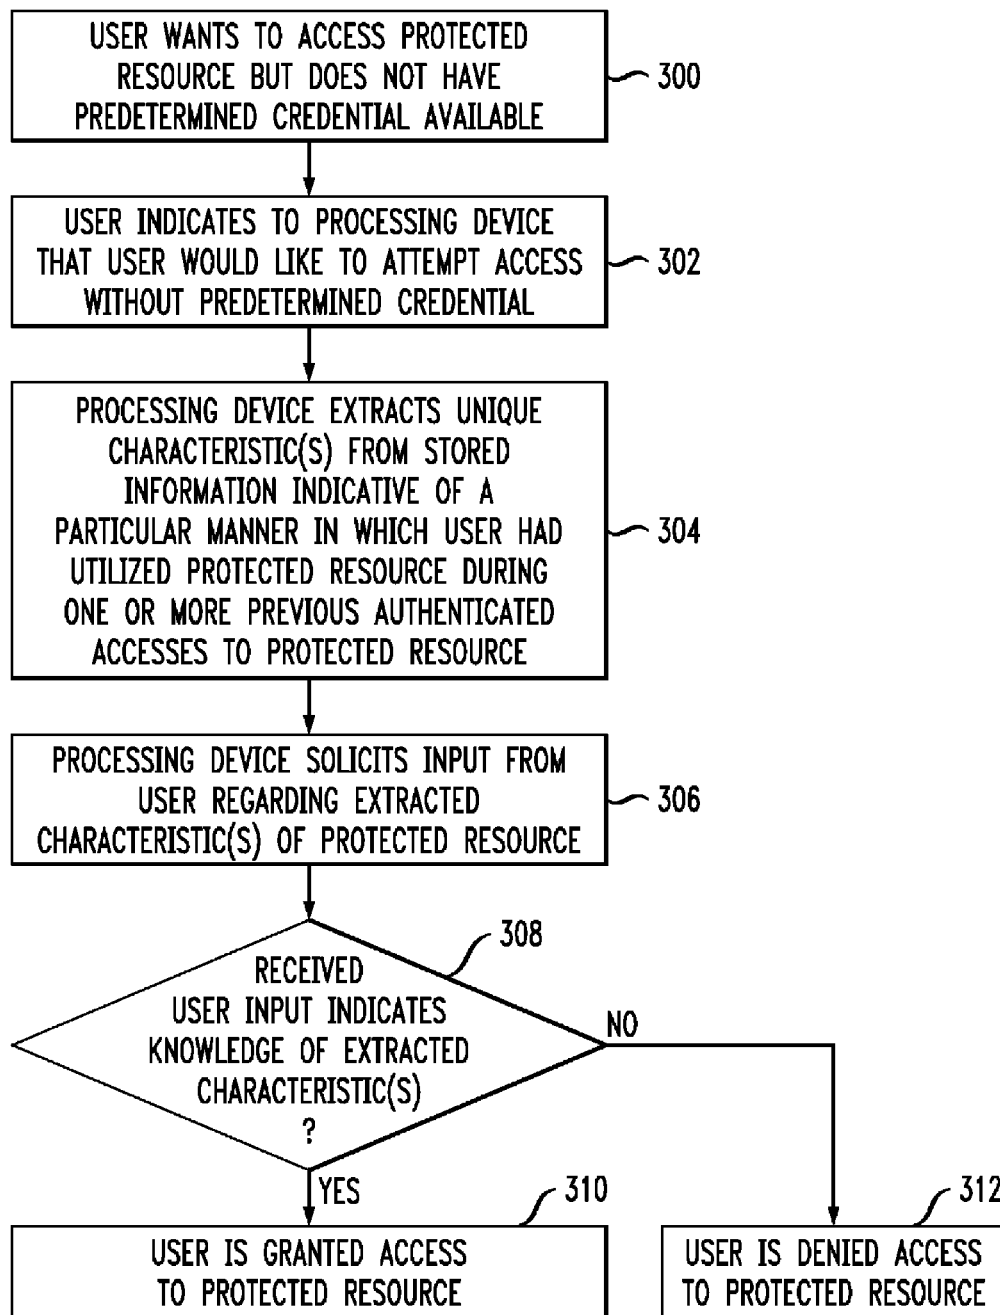 USER WANTS TO ACCESS PROTECTED
RESOURCE BUT DOES NOT HAVE
PREDETERMINED CREDENTIAL AVAILABLE
300
USER INDICATES TO PROCESSING DEVICE
THAT USER WOULD LIKE TO ATTEMPT ACCESS
WITHOUT PREDETERMINED CREDENTIAL
302
PROCESSING DEVICE EXTRACTS UNIQUE
CHARACTERISTIC(S) FROM STORED
INFORMATION INDICATIVE OF A
PARTICULAR MANNER IN WHICH USER HAD
UTILIZED PROTECTED RESOURCE DURING
ONE OR MORE PREVIOUS AUTHENTICATED
ACCESSES TO PROTECTED RESOURCE
304
PROCESSING DEVICE SOLICITS INPUT FROM
USER REGARDING EXTRACTED
CHARACTERISTIC(S) OF PROTECTED RESOURCE
306
308
RECEIVED
USER INPUT INDICATES
KNOWLEDGE OF EXTRACTED
CHARACTERISTIC(S)
?
NO
YES
310
USER IS GRANTED ACCESS
TO PROTECTED RESOURCE
312
USER IS DENIED ACCESS
TO PROTECTED RESOURCE